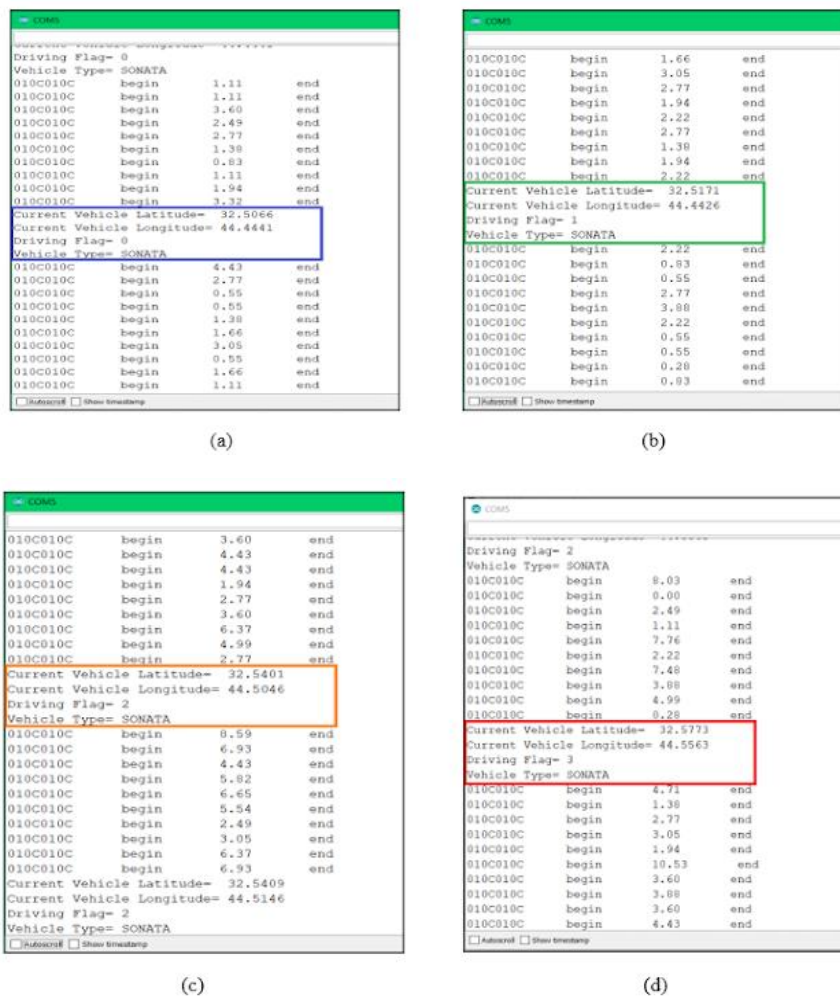 COM5
Driving Flag= 0
Vehicle Type= SONATA
010C010C begin 1.11 end
010C010C begin 1.11 end
010C010C begin 3.60 end
010C010C begin 2.49 end
010C010C begin 2.77 end
010C010C begin 1.38 end
010C010C begin 0.83 end
010C010C begin 1.11 end
010C010C begin 1.94 end
010C010C begin 3.32 end
Current Vehicle Latitude= 32.5066
Current Vehicle Longitude= 44.4441
Driving Flag= 0
Vehicle Type= SONATA
010C010C begin 4.43 end
010C010C begin 2.77 end
010C010C begin 0.55 end
010C010C begin 0.55 end
010C010C begin 1.38 end
010C010C begin 1.66 end
010C010C begin 3.05 end
010C010C begin 0.55 end
010C010C begin 1.66 end
010C010C begin 1.11 end
Autoscroll Show timestamp
(a)
COM5
010C010C begin 1.66 end
010C010C begin 3.05 end
010C010C begin 2.77 end
010C010C begin 1.94 end
010C010C begin 2.22 end
010C010C begin 2.77 end
010C010C begin 1.38 end
010C010C begin 1.94 end
010C010C begin 2.22 end
Current Vehicle Latitude= 32.5171
Current Vehicle Longitude= 44.4426
Driving Flag= 1
Vehicle Type= SONATA
010C010C begin 2.22 end
010C010C begin 0.83 end
010C010C begin 0.55 end
010C010C begin 2.77 end
010C010C begin 3.88 end
010C010C begin 2.22 end
010C010C begin 0.55 end
010C010C begin 0.55 end
010C010C begin 0.28 end
010C010C begin 0.83 end
Autoscroll Show timestamp
(b)
COM5
010C010C begin 3.60 end
010C010C begin 4.43 end
010C010C begin 4.43 end
010C010C begin 1.94 end
010C010C begin 2.77 end
010C010C begin 3.60 end
010C010C begin 6.37 end
010C010C begin 4.99 end
010C010C begin 2.77 end
Current Vehicle Latitude= 32.5401
Current Vehicle Longitude= 44.5046
Driving Flag= 2
Vehicle Type= SONATA
010C010C begin 8.59 end
010C010C begin 6.93 end
010C010C begin 4.43 end
010C010C begin 5.82 end
010C010C begin 6.65 end
010C010C begin 5.54 end
010C010C begin 2.49 end
010C010C begin 3.05 end
010C010C begin 6.37 end
010C010C begin 6.93 end
Current Vehicle Latitude= 32.5409
Current Vehicle Longitude= 44.5146
Driving Flag= 2
Vehicle Type= SONATA
Autoscroll Show timestamp
(c)
COM5
Driving Flag= 2
Vehicle Type= SONATA
010C010C begin 8.03 end
010C010C begin 0.00 end
010C010C begin 2.49 end
010C010C begin 1.11 end
010C010C begin 7.76 end
010C010C begin 2.22 end
010C010C begin 7.48 end
010C010C begin 3.88 end
010C010C begin 4.99 end
010C010C begin 0.28 end
Current Vehicle Latitude= 32.5773
Current Vehicle Longitude= 44.5563
Driving Flag= 3
Vehicle Type= SONATA
010C010C begin 4.71 end
010C010C begin 1.38 end
010C010C begin 2.77 end
010C010C begin 3.05 end
010C010C begin 1.94 end
010C010C begin 10.53 end
010C010C begin 3.60 end
010C010C begin 3.88 end
010C010C begin 3.60 end
010C010C begin 4.43 end
Autoscroll Show timestamp
(d)